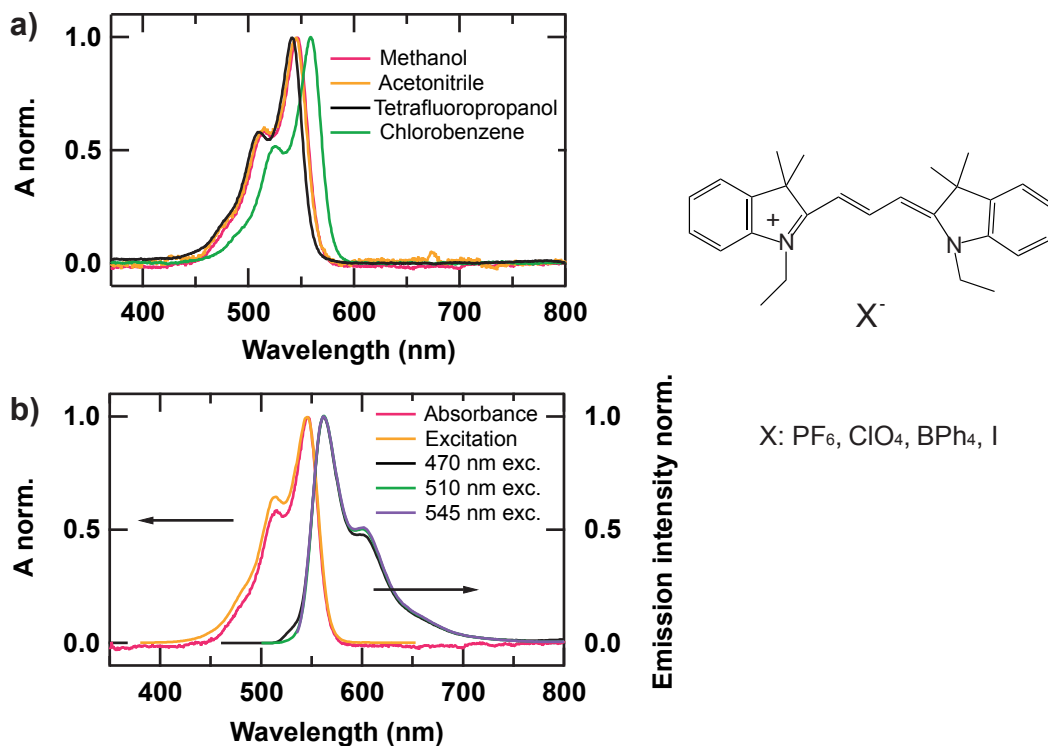 a)
A norm.
1.0
0.5
0.0
Methanol
Acetonitrile
Tetrafluoropropanol
Chlorobenzene
400
500
600
700
800
Wavelength (nm)
+
N
N
X-
X: PF6, ClO4, BPh4, I
b)
A norm.
1.0
0.5
0.0
Absorbance
Excitation
470 nm exc.
510 nm exc.
545 nm exc.
1.0
0.5
0.0
Emission intensity norm.
400
500
600
700
800
Wavelength (nm)